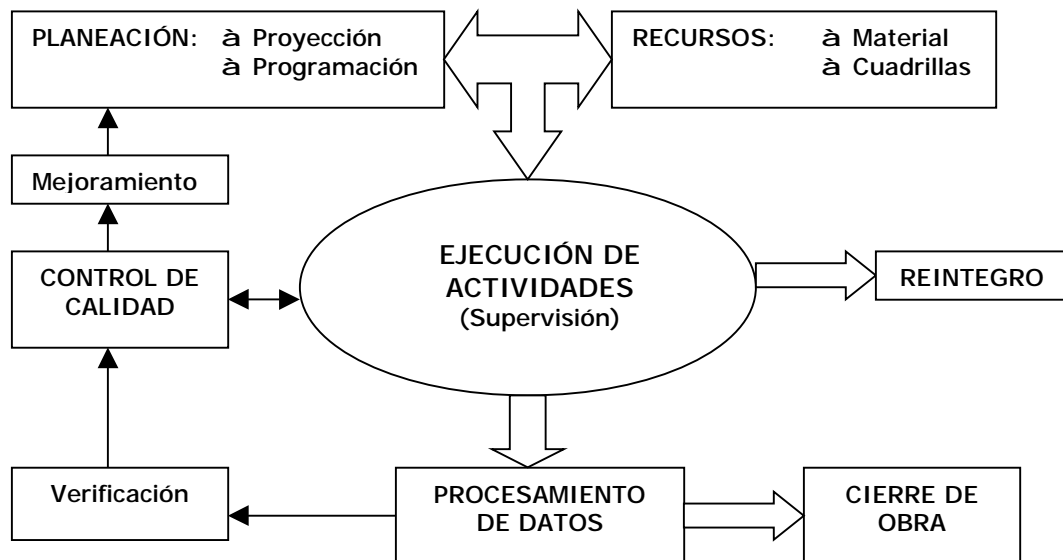 PLANEACIÓN: à Proyección
à Programación
RECURSOS: à Material
à Cuadrillas
Mejoramiento
EJECUCIÓN DE
ACTIVIDADES
(Supervisión)
CONTROL DE
CALIDAD
REINTEGRO
Verificación
PROCESAMIENTO
DE DATOS
CIERRE DE
OBRA